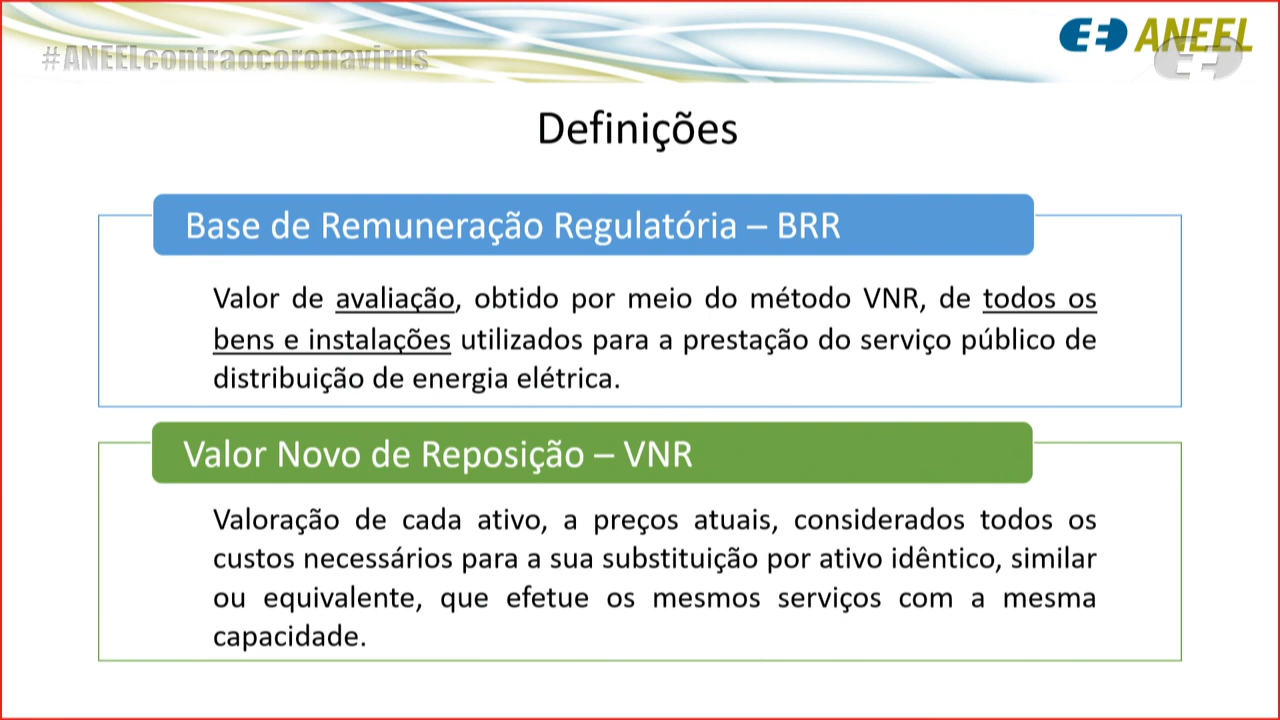 #ANEELcontraocoronavirus
ANEEL
Definições
Base de Remuneração Regulatória – BRR
Valor de avaliação, obtido por meio do método VNR, de todos os
bens e instalações utilizados para a prestação do serviço público de
distribuição de energia elétrica.
Valor Novo de Reposição – VNR
Valoração de cada ativo, a preços atuais, considerados todos os
custos necessários para a sua substituição por ativo idêntico, similar
ou equivalente, que efetue os mesmos serviços com a mesma
capacidade.